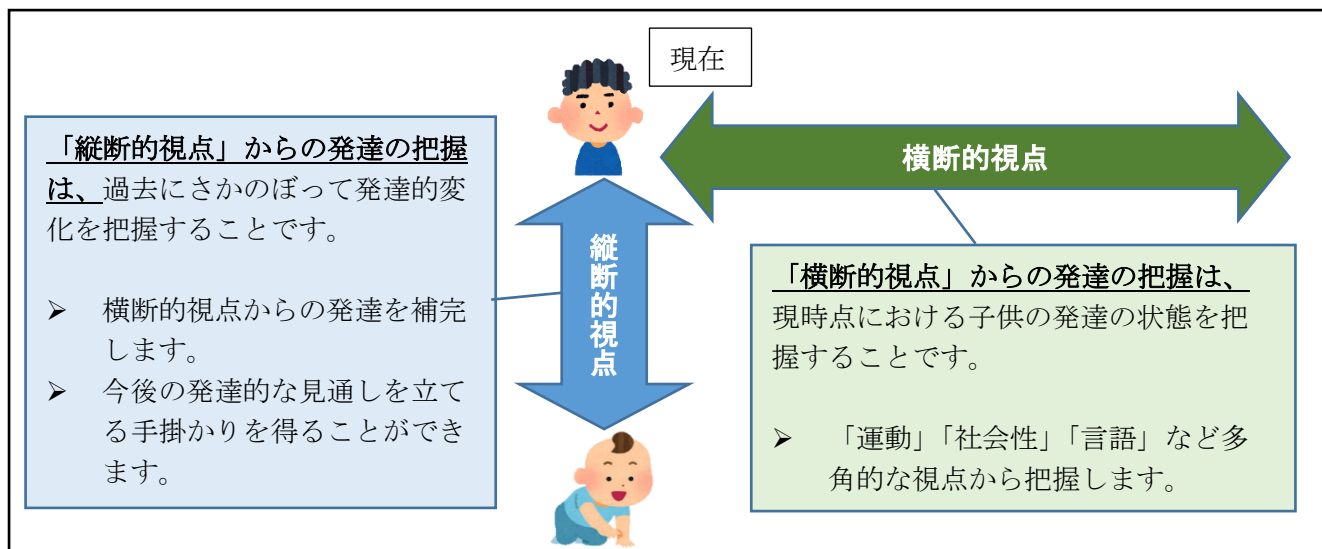 現在
「縦断的視点」からの発達の把握
は、過去にさかのぼって発達的変
化を把握することです。
➢ 横断的視点からの発達を補完
します。
➢ 今後の発達的な見通しを立て
る手掛かりを得ることができ
ます。
縦断的視点
横断的視点
「横断的視点」からの発達の把握は、
現時点における子供の発達の状態を把
握することです。
➢ 「運動」「社会性」「言語」など多
角的な視点から把握します。